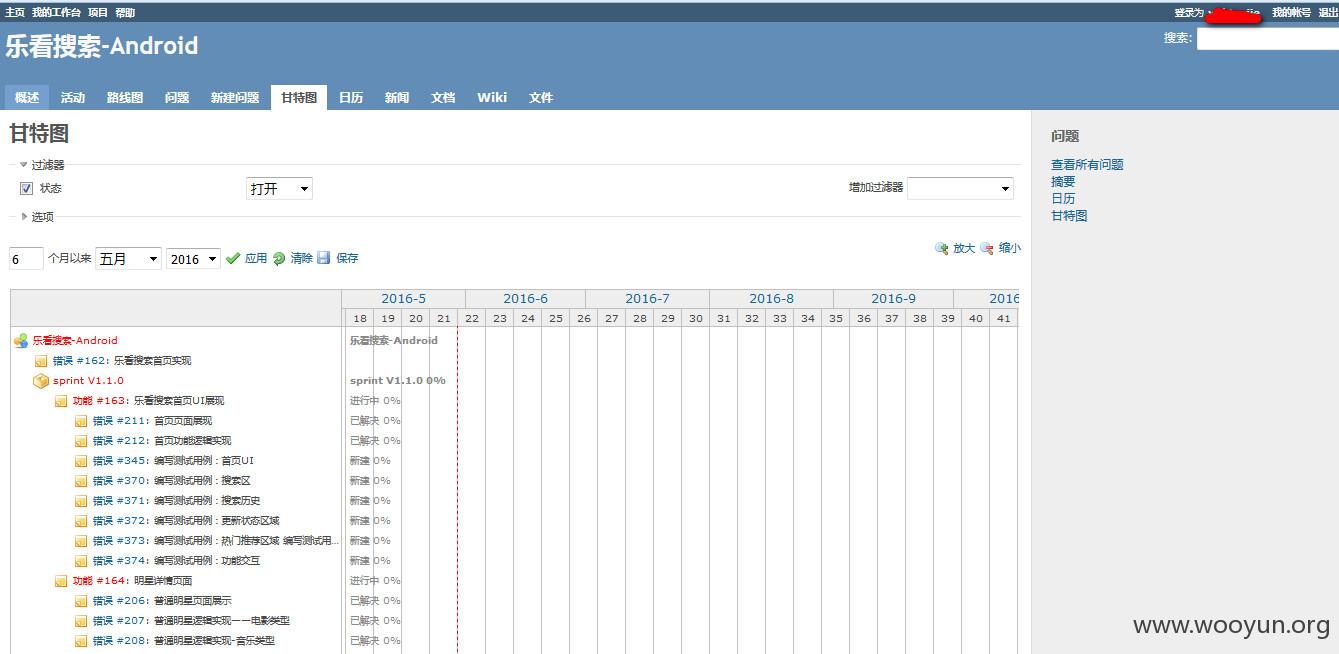 主页 我的工作台 项目 帮助 登录为 我的帐号 退出
乐看搜索-Android
搜索:
概述 活动 路线图 问题 新建问题 甘特图 日历 新闻 文档 Wiki 文件
甘特图
过滤器
状态 打开 增加过滤器
选项
6 个月以来 五月 2016 应用 清除 保存 放大 缩小
问题
查看所有问题
摘要
日历
甘特图
2016-5 2016-6 2016-7 2016-8 2016-9 2016
18 19 20 21 22 23 24 25 26 27 28 29 30 31 32 33 34 35 36 37 38 39 40 41
乐看搜索-Android 乐看搜索-Android
错误 #162: 乐看搜索首页实现
sprint V1.1.0 sprint V1.1.0 0%
功能 #163: 乐看搜索首页UI展现 进行中 0%
错误 #211: 首页页面展现 已解决 0%
错误 #212: 首页功能逻辑实现 已解决 0%
错误 #345: 编写测试用例：首页UI 新建 0%
错误 #370: 编写测试用例：搜索区 新建 0%
错误 #371: 编写测试用例：搜索历史 新建 0%
错误 #372: 编写测试用例：更新状态区域 新建 0%
错误 #373: 编写测试用例：热门推荐区域 编写测试用... 新建 0%
错误 #374: 编写测试用例：功能交互 新建 0%
功能 #164: 明星详情页面 进行中 0%
错误 #206: 普通明星页面展示 已解决 0%
错误 #207: 普通明星逻辑实现——电影类型 已解决 0%
错误 #208: 普通明星逻辑实现-音乐类型 已解决 0%
www.wooyun.org